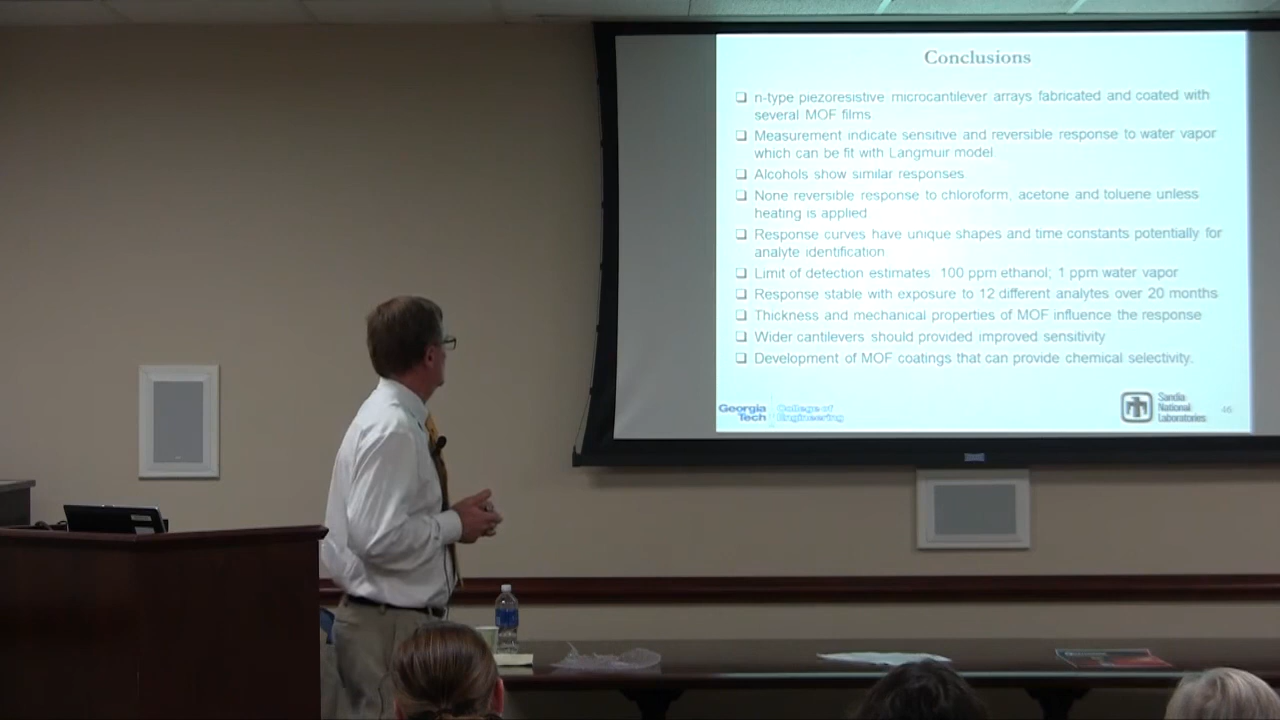 Conclusions
n-type piezoresistive microcantilever arrays fabricated and coated with
several MOF films
Measurement indicate sensitive and reversible response to water vapor
which can be fit with Langmuir model
Alcohols show similar responses
None reversible response to chloroform, acetone and toluene unless
heating is applied
Response curves have unique shapes and time constants potentially for
analyte identification
Limit of detection estimates 100 ppm ethanol; 1 ppm water vapor
Response stable with exposure to 12 different analytes over 20 months
Thickness and mechanical properties of MOF influence the response
Wider cantilevers should provided improved sensitivity
Development of MOF coatings that can provide chemical selectivity.
Georgia
Tech
College of
Engineering
Sandia
National
Laboratories
46